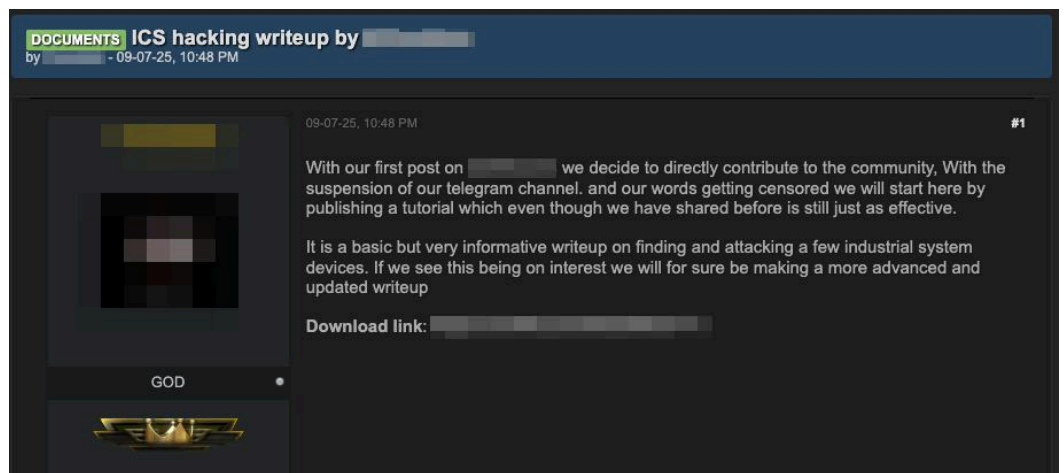 DOCUMENTS ICS hacking writeup by
by - 09-07-25, 10:48 PM
09-07-25, 10:48 PM #1
With our first post on we decide to directly contribute to the community, With the
suspension of our telegram channel. and our words getting censored we will start here by
publishing a tutorial which even though we have shared before is still just as effective.
It is a basic but very informative writeup on finding and attacking a few industrial system
devices. If we see this being on interest we will for sure be making a more advanced and
updated writeup
Download link:
GOD